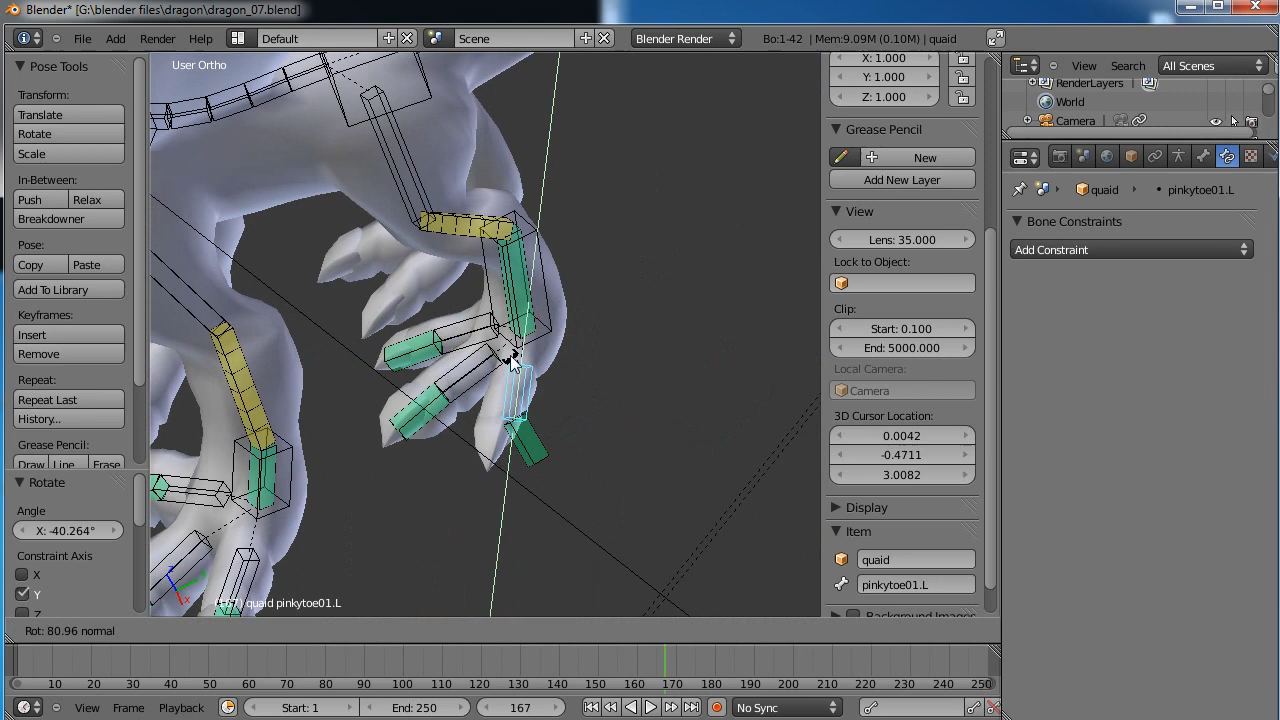 Blender* [G:\blender files\dragon\dragon_07.blend]
File Add Render Help Default Scene Blender Render Bo:1-42 | Mem:9.09M (0.10M) | quaid
Pose Tools
Transform:
Translate
Rotate
Scale
In-Between:
Push Relax
Breakdowner
Pose:
Copy Paste
Add To Library
Keyframes:
Insert
Remove
Repeat:
Repeat Last
History...
Grease Pencil:
Draw Line Erase
Rotate
Angle
X: -40.264°
Constraint Axis
X
Y
Z
User Ortho
z
x
(167) quaid pinkytoe01.L
X: 1.000
Y: 1.000
Z: 1.000
Grease Pencil
New
Add New Layer
View
Lens: 35.000
Lock to Object:
Clip:
Start: 0.100
End: 5000.000
Local Camera:
Camera
3D Cursor Location:
0.0042
-0.4711
3.0082
Display
Item
quaid
pinkytoe01.L
Background Images
View Search All Scenes
RenderLayers
World
Camera
quaid pinkytoe01.L
Bone Constraints
Add Constraint
Rot: 80.96 normal
10 20 30 40 50 60 70 80 90 100 110 120 130 140 150 160 170 180 190 200 210 220 230 240 250
View Frame Playback Start: 1 End: 250 167 No Sync